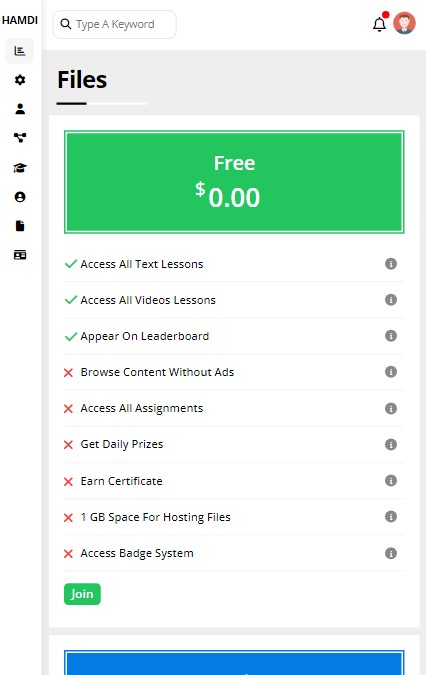 HAMDI
Type A Keyword
Files
Free
$0.00
Access All Text Lessons
Access All Videos Lessons
Appear On Leaderboard
Browse Content Without Ads
Access All Assignments
Get Daily Prizes
Earn Certificate
1 GB Space For Hosting Files
Access Badge System
Join